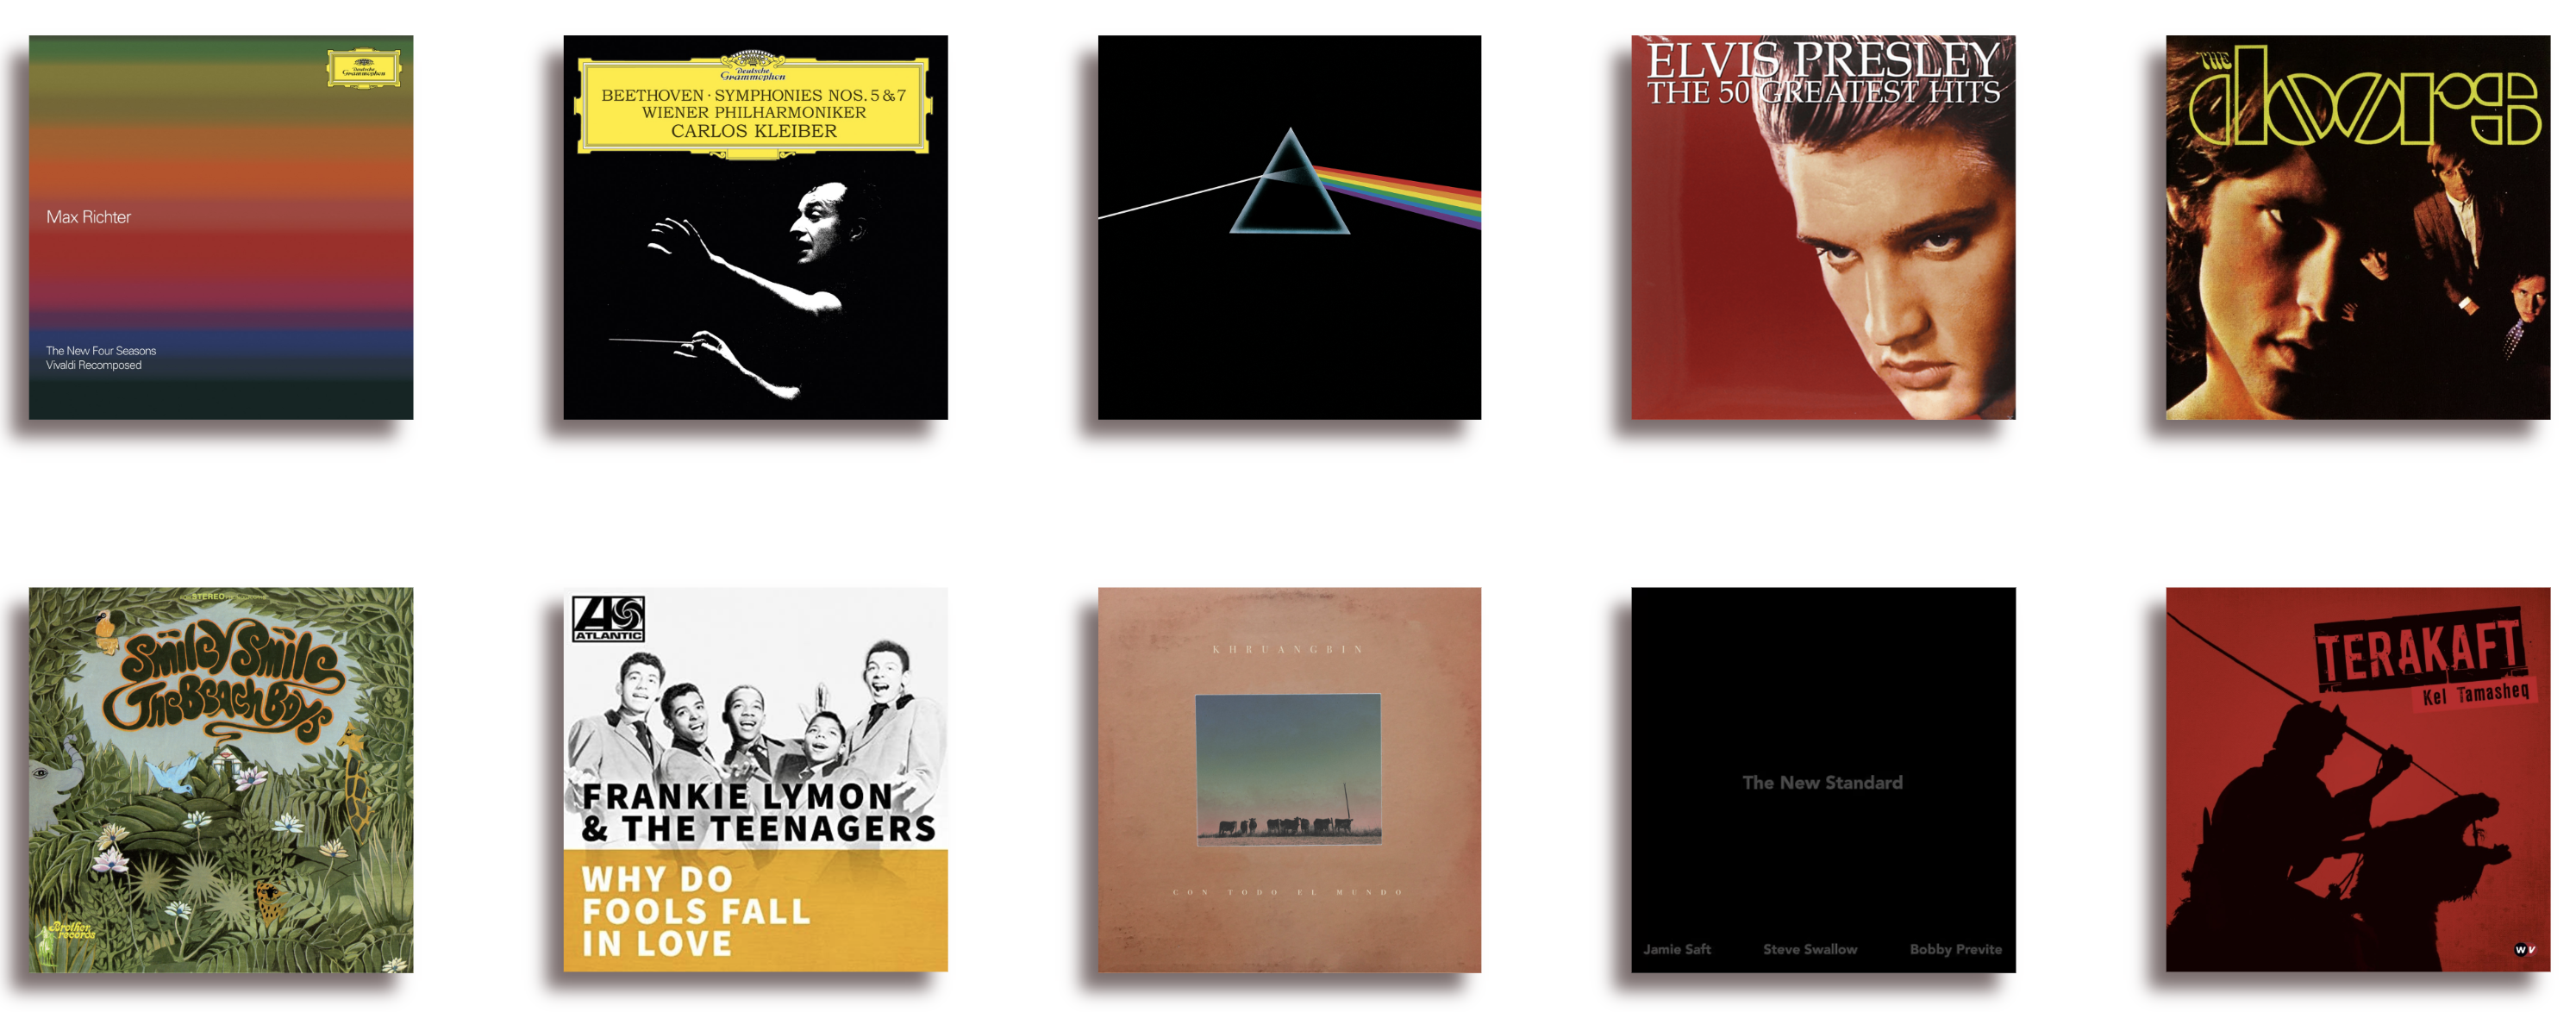 Deutsche
Grammophon
Max Richter
The New Four Seasons
Vivaldi Recomposed
Deutsche
Grammophon
BEETHOVEN · SYMPHONIES NOS. 5 & 7
WIENER PHILHARMONIKER
CARLOS KLEIBER
ELVIS PRESLEY
THE 50 GREATEST HITS
THE
doors
STEREO
Smiley Smile
The Beach Boys
Brother
records
ATLANTIC
FRANKIE LYMON
& THE TEENAGERS
WHY DO
FOOLS FALL
IN LOVE
KHRUANGBIN
CON TODO EL MUNDO
The New Standard
Jamie Saft Steve Swallow Bobby Previte
TERAKAFT
Kel Tamasheq
W V